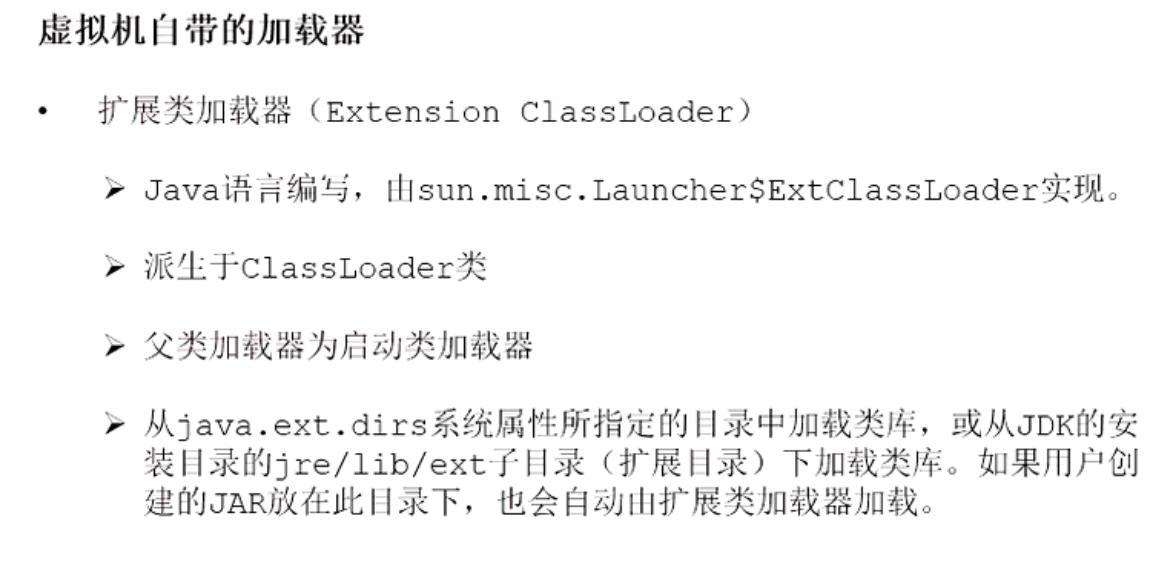 虚拟机自带的加载器
• 扩展类加载器（Extension ClassLoader）
➢ Java语言编写，由sun.misc.Launcher$ExtClassLoader实现。
➢ 派生于ClassLoader类
➢ 父类加载器为启动类加载器
➢ 从java.ext.dirs系统属性所指定的目录中加载类库，或从JDK的安
装目录的jre/lib/ext子目录（扩展目录）下加载类库。如果用户创
建的JAR放在此目录下，也会自动由扩展类加载器加载。